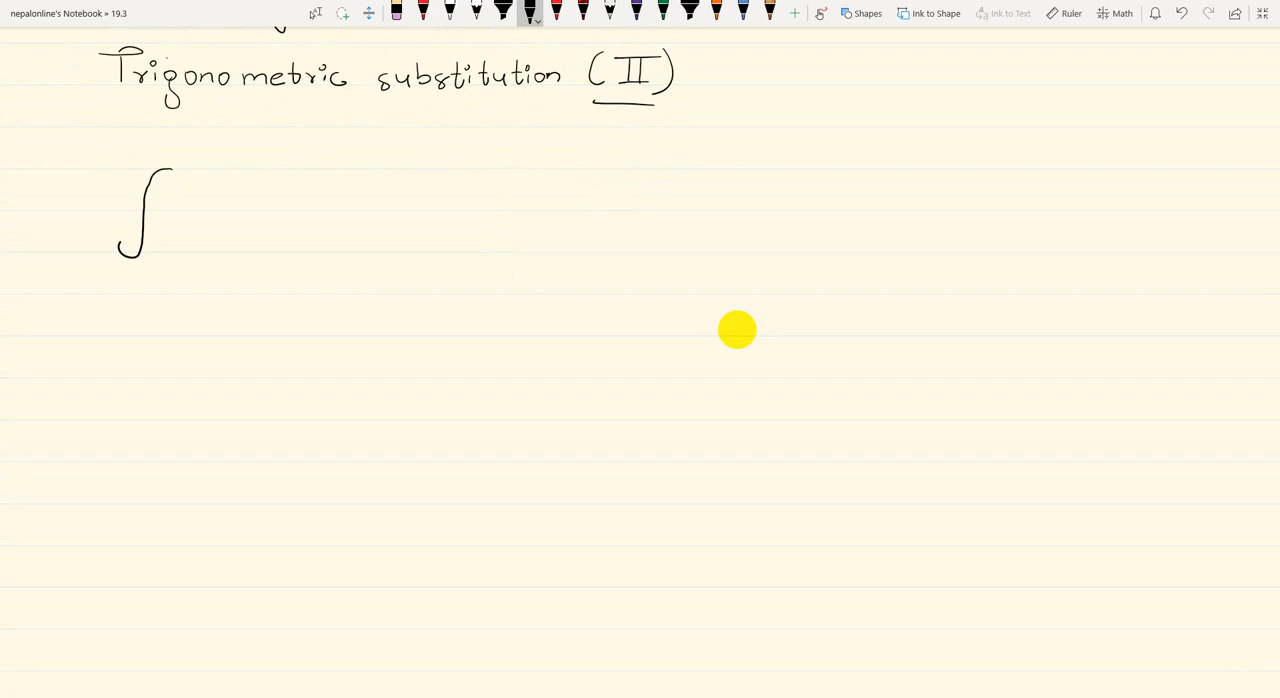 nepalonline's Notebook » 19.3
Shapes
Ink to Shape
Ink to Text
Ruler
Math
Trigonometric substitution (II)
∫